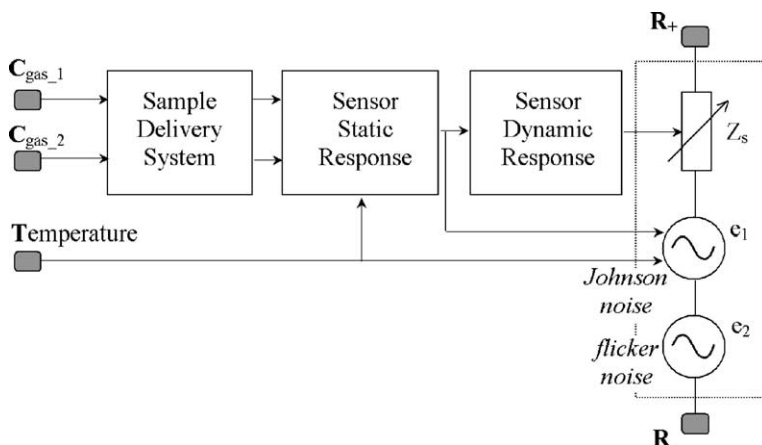 R+
Cgas_1
Sample
Delivery
System
Sensor
Static
Response
Sensor
Dynamic
Response
Zs
Cgas_2
Temperature
e1
Johnson
noise
e2
flicker
noise
R